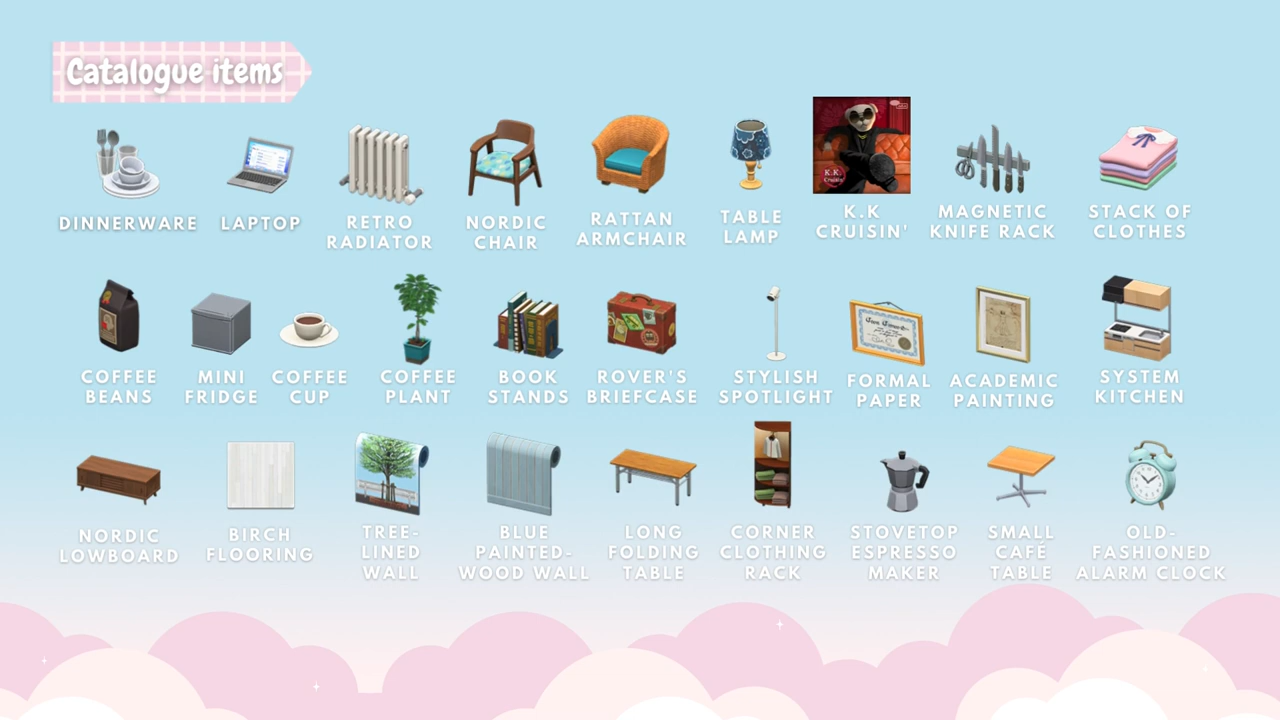 Catalogue items
K.K.
Cruisin'
DINNERWARE
LAPTOP
RETRO
RADIATOR
NORDIC
CHAIR
RATTAN
ARMCHAIR
TABLE
LAMP
K.K
CRUISIN'
MAGNETIC
KNIFE RACK
STACK OF
CLOTHES
COFFEE
BEANS
MINI
FRIDGE
COFFEE
CUP
COFFEE
PLANT
BOOK
STANDS
ROVER'S
BRIEFCASE
STYLISH
SPOTLIGHT
FORMAL
PAPER
ACADEMIC
PAINTING
SYSTEM
KITCHEN
NORDIC
LOWBOARD
BIRCH
FLOORING
TREE-
LINED
WALL
BLUE
PAINTED-
WOOD WALL
LONG
FOLDING
TABLE
CORNER
CLOTHING
RACK
STOVETOP
ESPRESSO
MAKER
SMALL
CAFÉ
TABLE
OLD-
FASHIONED
ALARM CLOCK